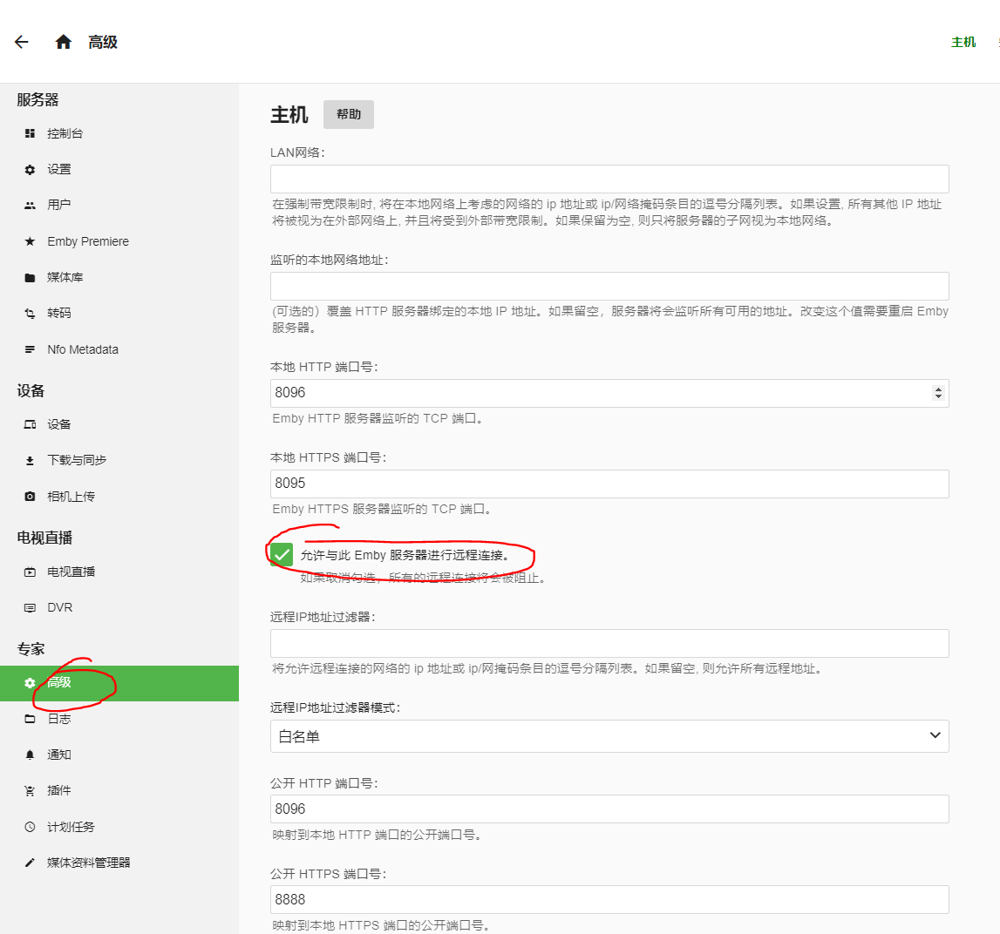 高级
主机
服务器
控制台
设置
用户
Emby Premiere
媒体库
转码
Nfo Metadata
设备
设备
下载与同步
相机上传
电视直播
电视直播
DVR
专家
高级
日志
通知
插件
计划任务
媒体资料管理器
主机
帮助
LAN网络:
在强制带宽限制时, 将在本地网络上考虑的网络的 ip 地址或 ip/网络掩码条目的逗号分隔列表。如果设置, 所有其他 IP 地址
将被视为在外部网络上, 并且将受到外部带宽限制。如果保留为空, 则只将服务器的子网视为本地网络。
监听的本地网络地址:
(可选的）覆盖 HTTP 服务器绑定的本地 IP 地址。如果留空，服务器将会监听所有可用的地址。改变这个值需要重启 Emby
服务器。
本地 HTTP 端口号:
8096
Emby HTTP 服务器监听的 TCP 端口。
本地 HTTPS 端口号:
8095
Emby HTTPS 服务器监听的 TCP 端口。
允许与此 Emby 服务器进行远程连接。
如果取消勾选，所有的远程连接将会被阻止。
远程IP地址过滤器:
将允许远程连接的网络的 ip 地址或 ip/网掩码条目的逗号分隔列表。如果留空, 则允许所有远程地址。
远程IP地址过滤器模式:
白名单
公开 HTTP 端口号:
8096
映射到本地 HTTP 端口的公开端口号。
公开 HTTPS 端口号:
8888
映射到本地 HTTPS 端口的公开端口号。